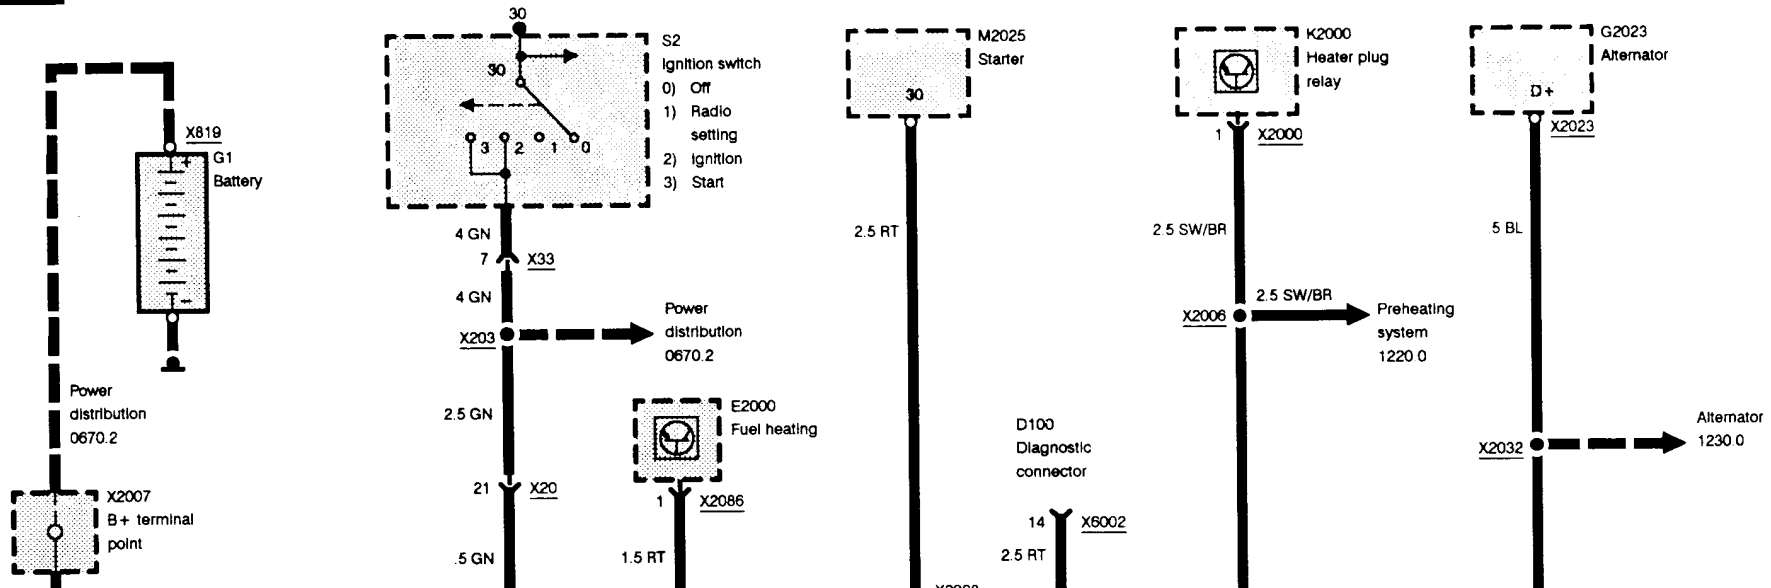 X819
G1
Battery
+
-
Power
distribution
0670.2
X2007
B+ terminal
point
30
30
3
2
1
0
S2
Ignition switch
0) Off
1) Radio
setting
2) Ignition
3) Start
4 GN
7
X33
4 GN
X203
Power
distribution
0670.2
2.5 GN
21
X20
.5 GN
E2000
Fuel heating
1
X2086
1.5 RT
M2025
Starter
30
2.5 RT
D100
Diagnostic
connector
14
X6002
2.5 RT
K2000
Heater plug
relay
1
X2000
2.5 SW/BR
2.5 SW/BR
X2006
Preheating
system
1220.0
G2023
Alternator
D+
X2023
.5 BL
X2032
Alternator
1230.0